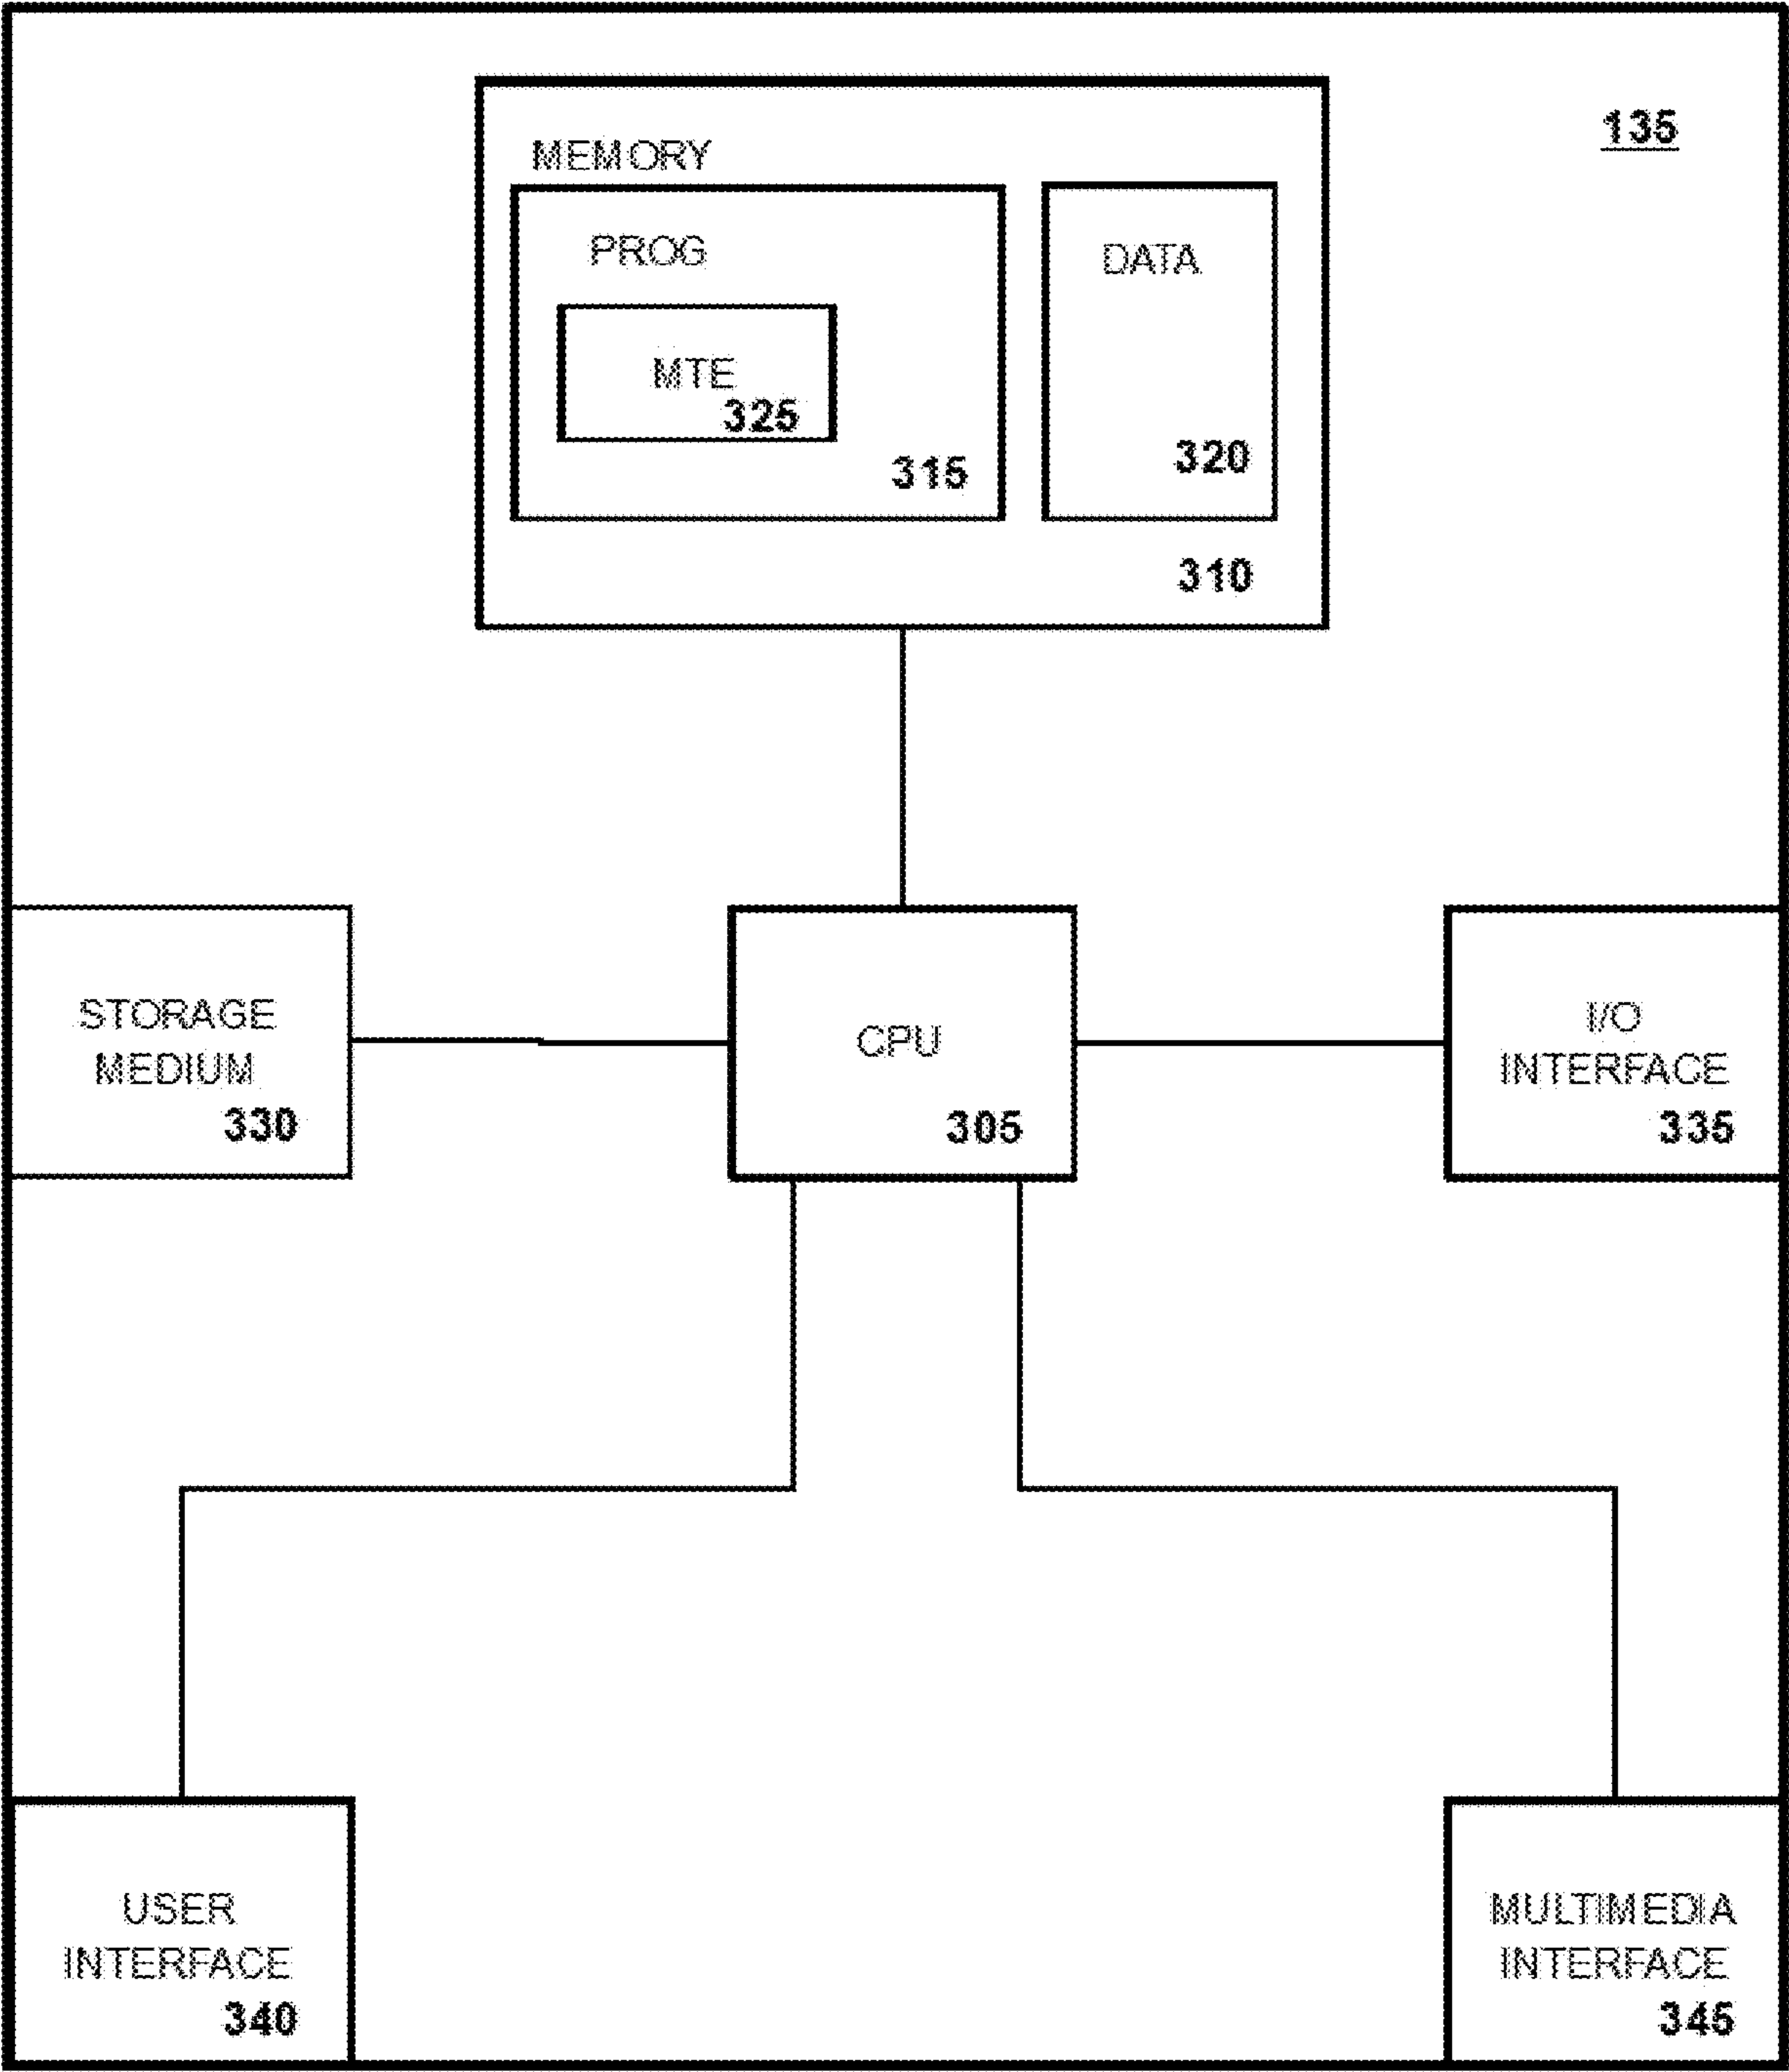 135
MEMORY
PROG
DATA
MTE
325
315
320
310
STORAGE
MEDIUM
330
CPU
305
I/O
INTERFACE
335
USER
INTERFACE
340
MULTIMEDIA
INTERFACE
345